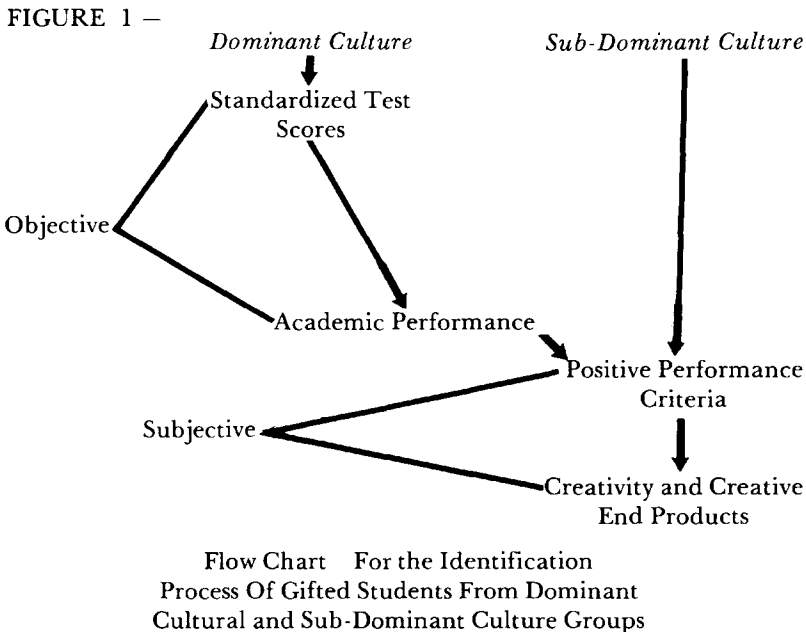 FIGURE 1 –
Dominant Culture
Sub-Dominant Culture
Standardized Test
Scores
Objective
Academic Performance
Positive Performance
Criteria
Subjective
Creativity and Creative
End Products
Flow Chart For the Identification
Process Of Gifted Students From Dominant
Cultural and Sub-Dominant Culture Groups